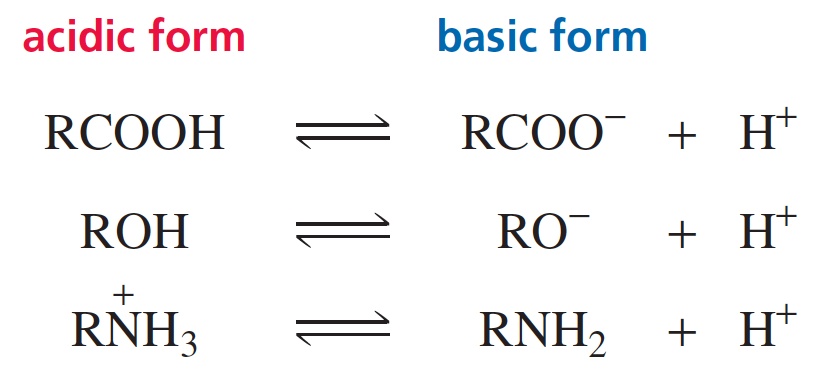 acidic form basic form
RCOOH ⇌ RCOO⁻ + H⁺
ROH ⇌ RO⁻ + H⁺
RN⁺H₃ ⇌ RNH₂ + H⁺